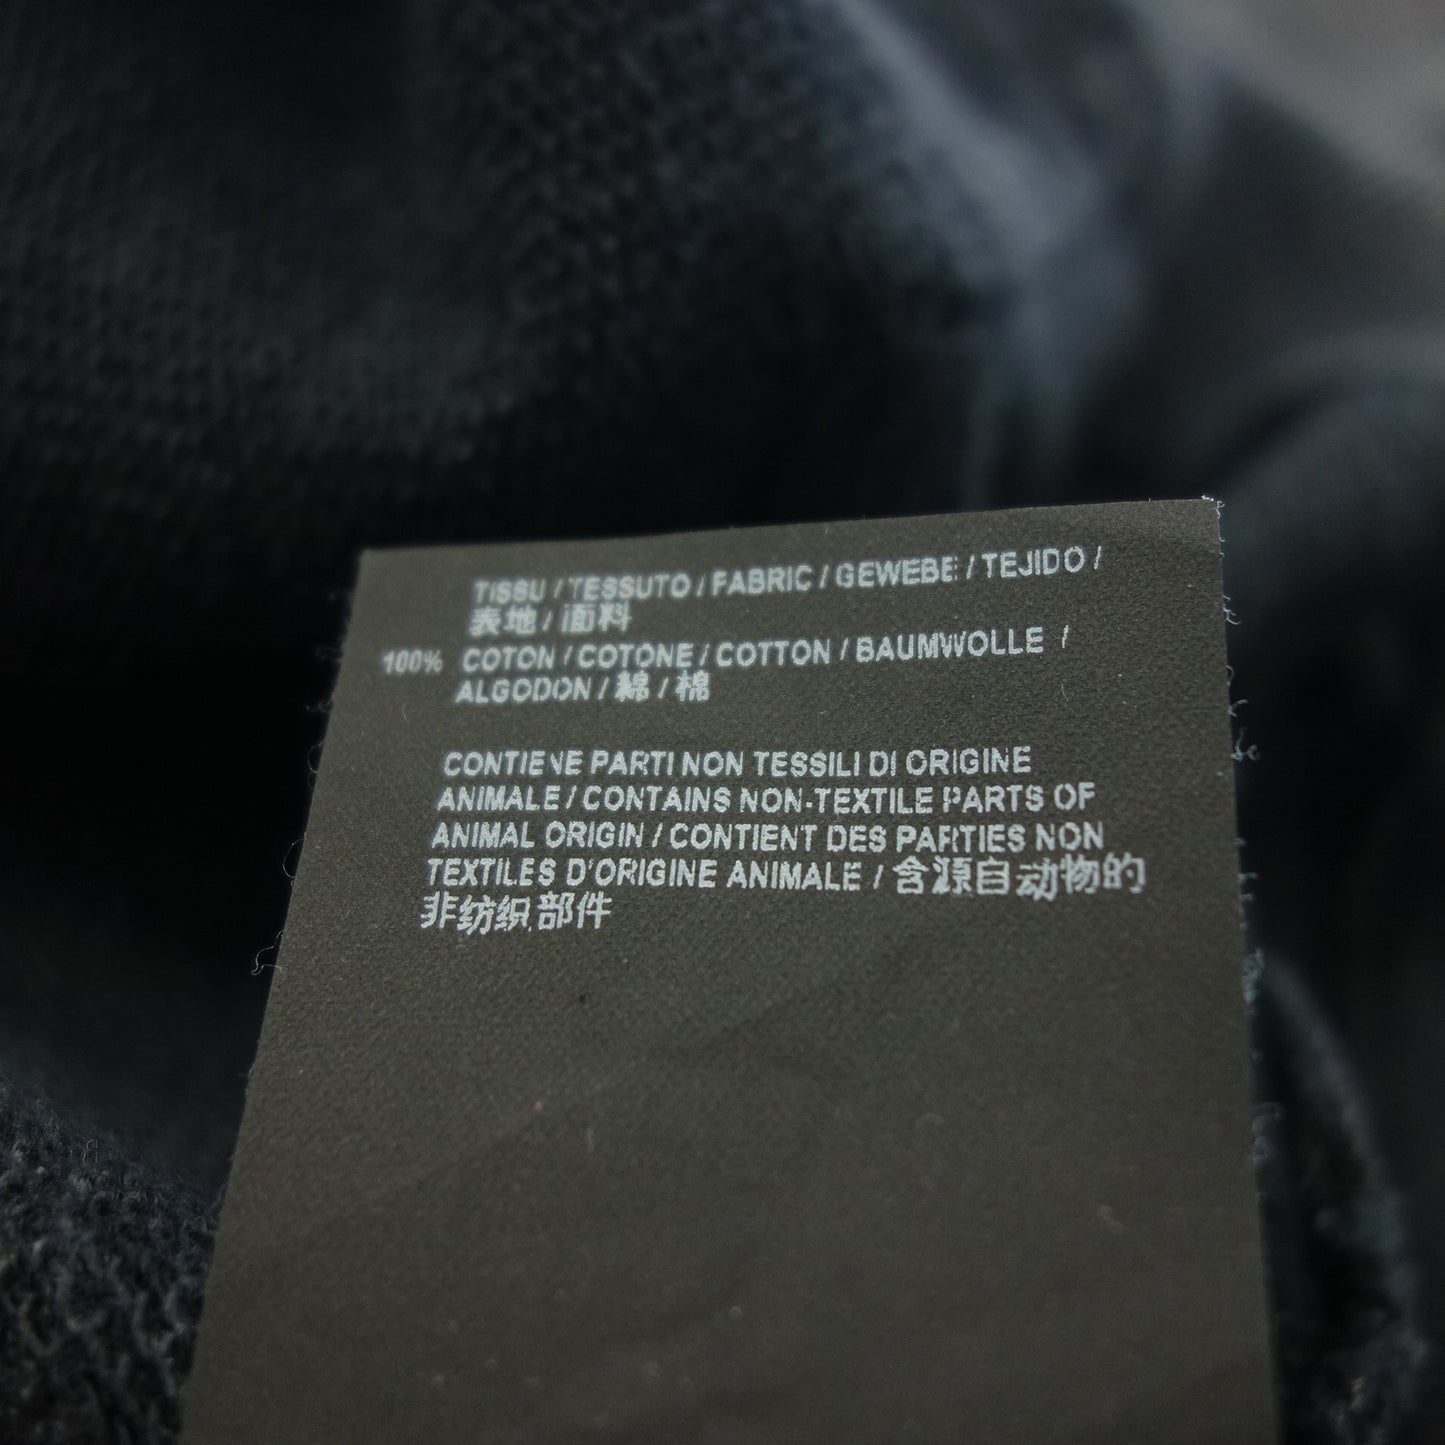 TISSU / TESSUTO / FABRIC / GEWEBE / TEJIDO /
表地 / 面料
100% COTON / COTONE / COTTON / BAUMWOLLE /
ALGODON / 綿 / 棉
CONTIENE PARTI NON TESSILI DI ORIGINE
ANIMALE / CONTAINS NON-TEXTILE PARTS OF
ANIMAL ORIGIN / CONTIENT DES PARTIES NON
TEXTILES D'ORIGINE ANIMALE / 含源自动物的
非纺织部件